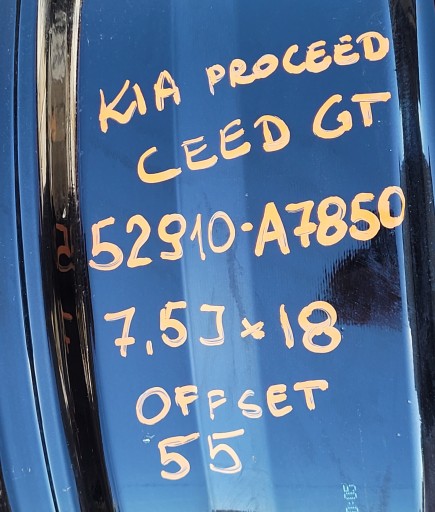 KIA PROCEED
CEED GT
52910-A7850
7,5J x 18
OFFSET
55